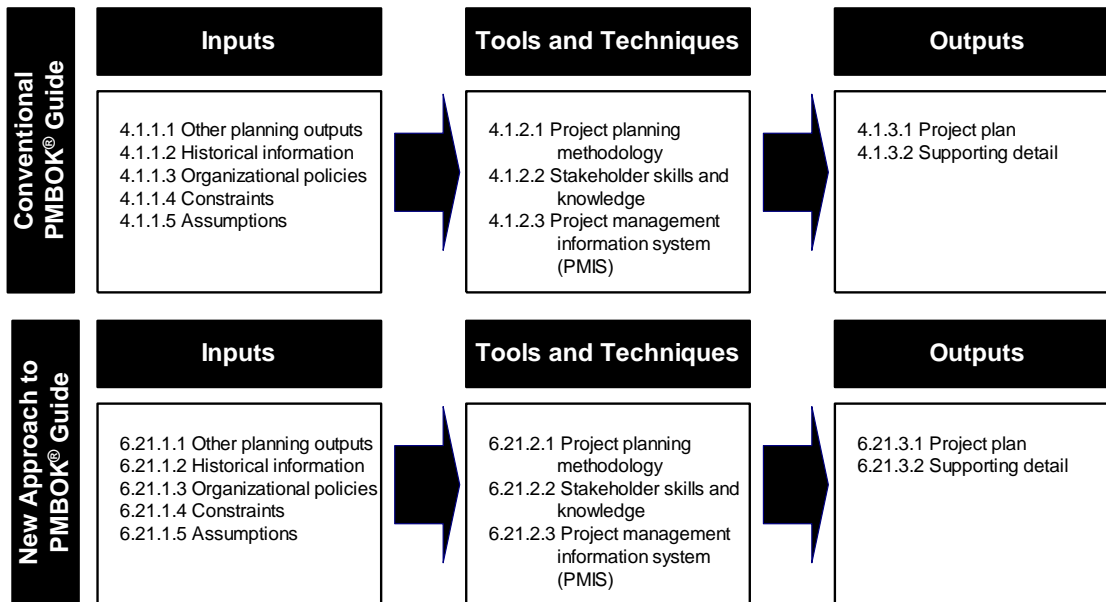 Conventional
PMBOK® Guide
Inputs
Tools and Techniques
Outputs
4.1.1.1 Other planning outputs
4.1.1.2 Historical information
4.1.1.3 Organizational policies
4.1.1.4 Constraints
4.1.1.5 Assumptions
4.1.2.1 Project planning
methodology
4.1.2.2 Stakeholder skills and
knowledge
4.1.2.3 Project management
information system
(PMIS)
4.1.3.1 Project plan
4.1.3.2 Supporting detail
New Approach to
PMBOK® Guide
Inputs
Tools and Techniques
Outputs
6.21.1.1 Other planning outputs
6.21.1.2 Historical information
6.21.1.3 Organizational policies
6.21.1.4 Constraints
6.21.1.5 Assumptions
6.21.2.1 Project planning
methodology
6.21.2.2 Stakeholder skills and
knowledge
6.21.2.3 Project management
information system
(PMIS)
6.21.3.1 Project plan
6.21.3.2 Supporting detail